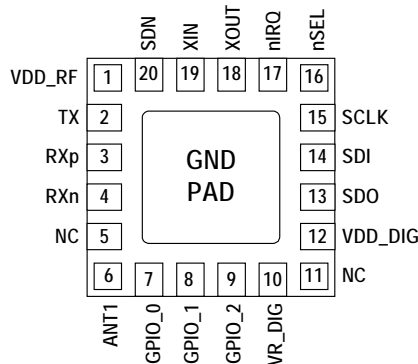 SDN
XIN
XOUT
nIRQ
nSEL
20
19
18
17
16
VDD_RF
1
TX
2
RXp
3
RXn
4
NC
5
6
ANT1
GND
PAD
15
SCLK
14
SDI
13
SDO
12
VDD_DIG
11
NC
7
8
9
10
GPIO_0
GPIO_1
GPIO_2
VR_DIG